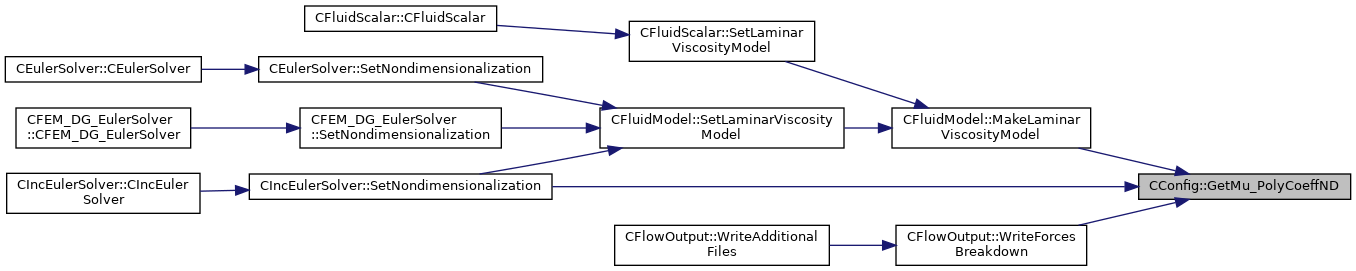 CFluidScalar::CFluidScalar
CFluidScalar::SetLaminar
ViscosityModel
CEulerSolver::CEulerSolver
CEulerSolver::SetNondimensionalization
CFEM_DG_EulerSolver
::CFEM_DG_EulerSolver
CFEM_DG_EulerSolver
::SetNondimensionalization
CFluidModel::SetLaminarViscosity
Model
CFluidModel::MakeLaminar
ViscosityModel
CIncEulerSolver::CIncEuler
Solver
CIncEulerSolver::SetNondimensionalization
CConfig::GetMu_PolyCoeffND
CFlowOutput::WriteAdditional
Files
CFlowOutput::WriteForces
Breakdown